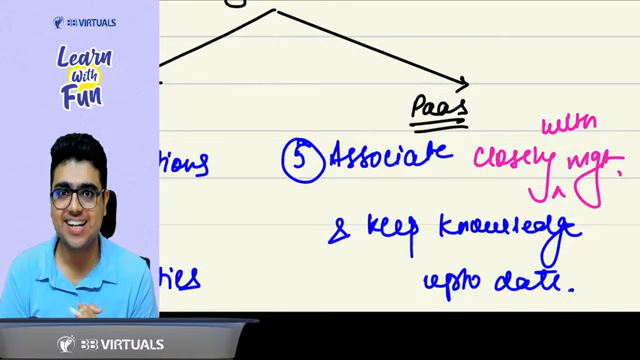 BB VIRTUALS
Learn
With
Fun
Paas
with
tions
⑤ Associate closely mgt.
& keep knowledge
ties
upto date.
BB VIRTUALS